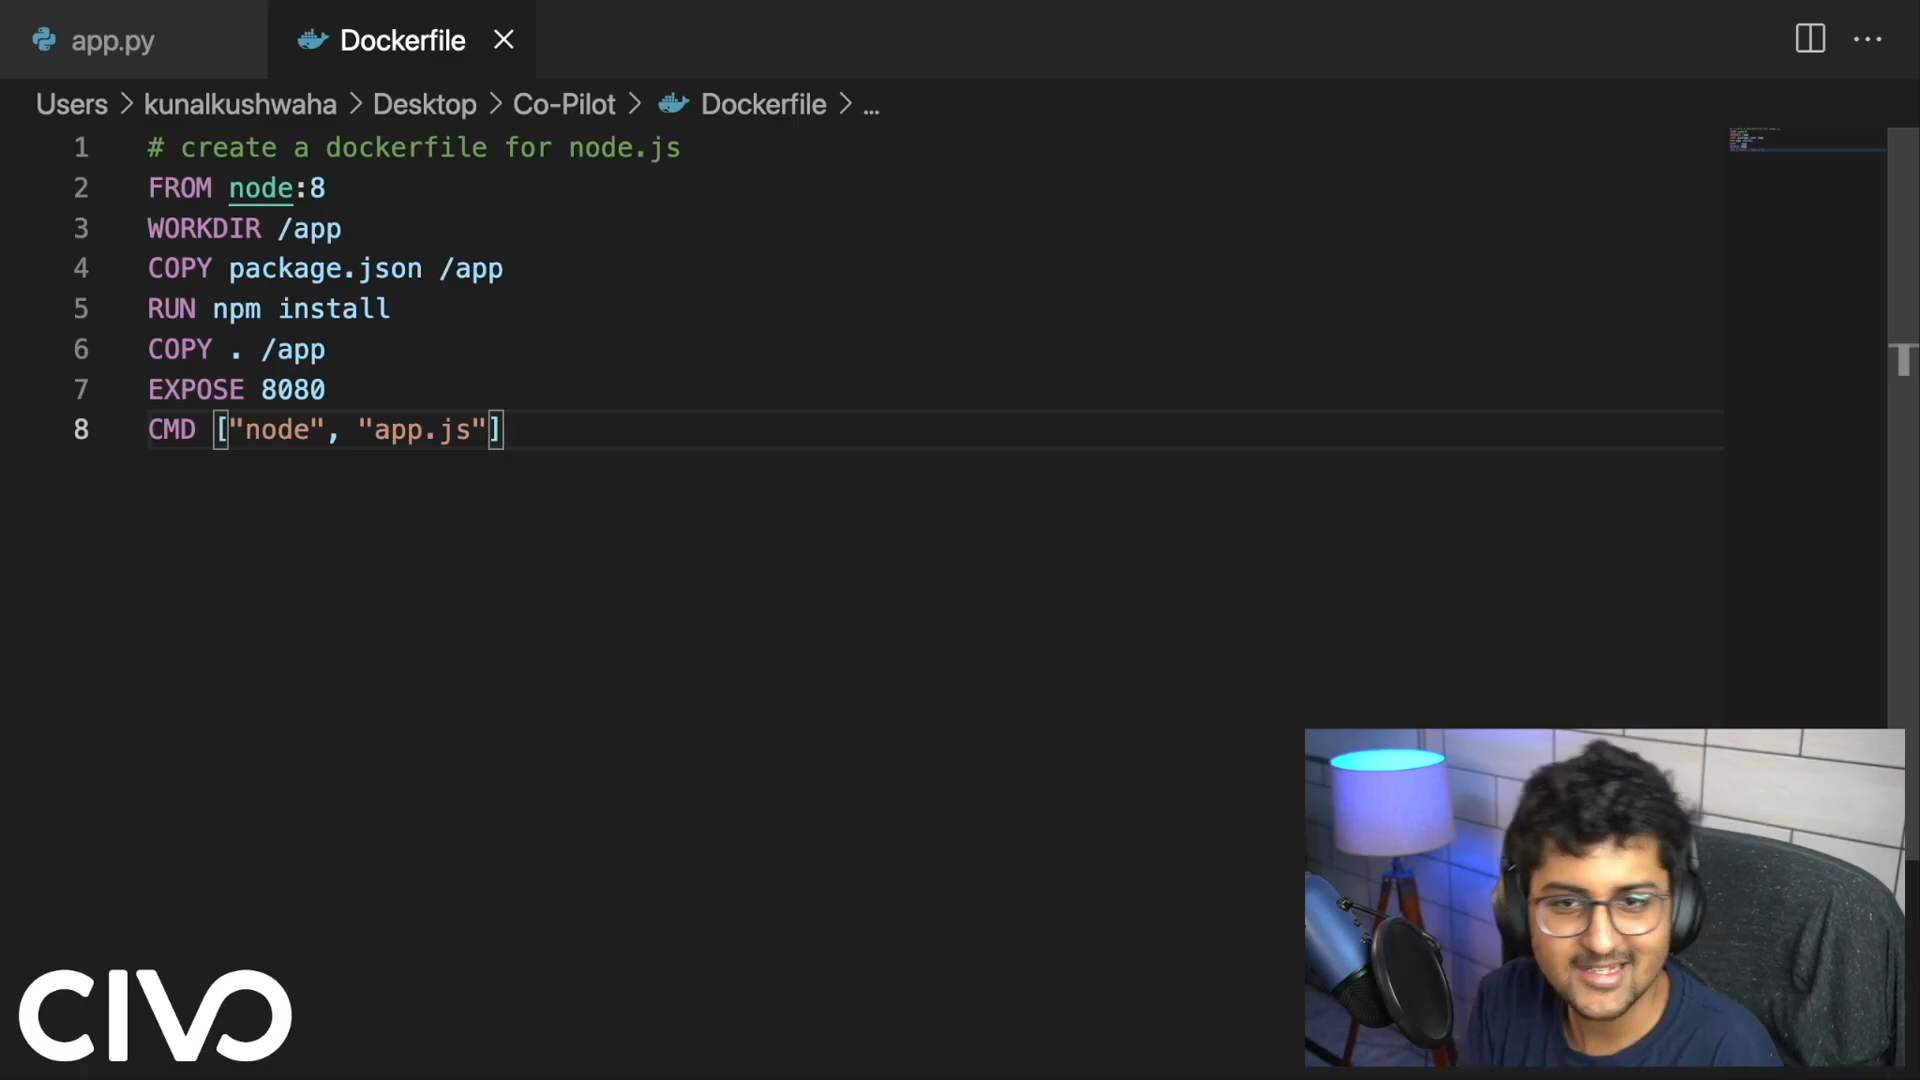 app.py
Dockerfile
Users > kunalkushwaha > Desktop > Co-Pilot > Dockerfile > ...
1 # create a dockerfile for node.js
2 FROM node:8
3 WORKDIR /app
4 COPY package.json /app
5 RUN npm install
6 COPY . /app
7 EXPOSE 8080
8 CMD ["node", "app.js"]
CIVO